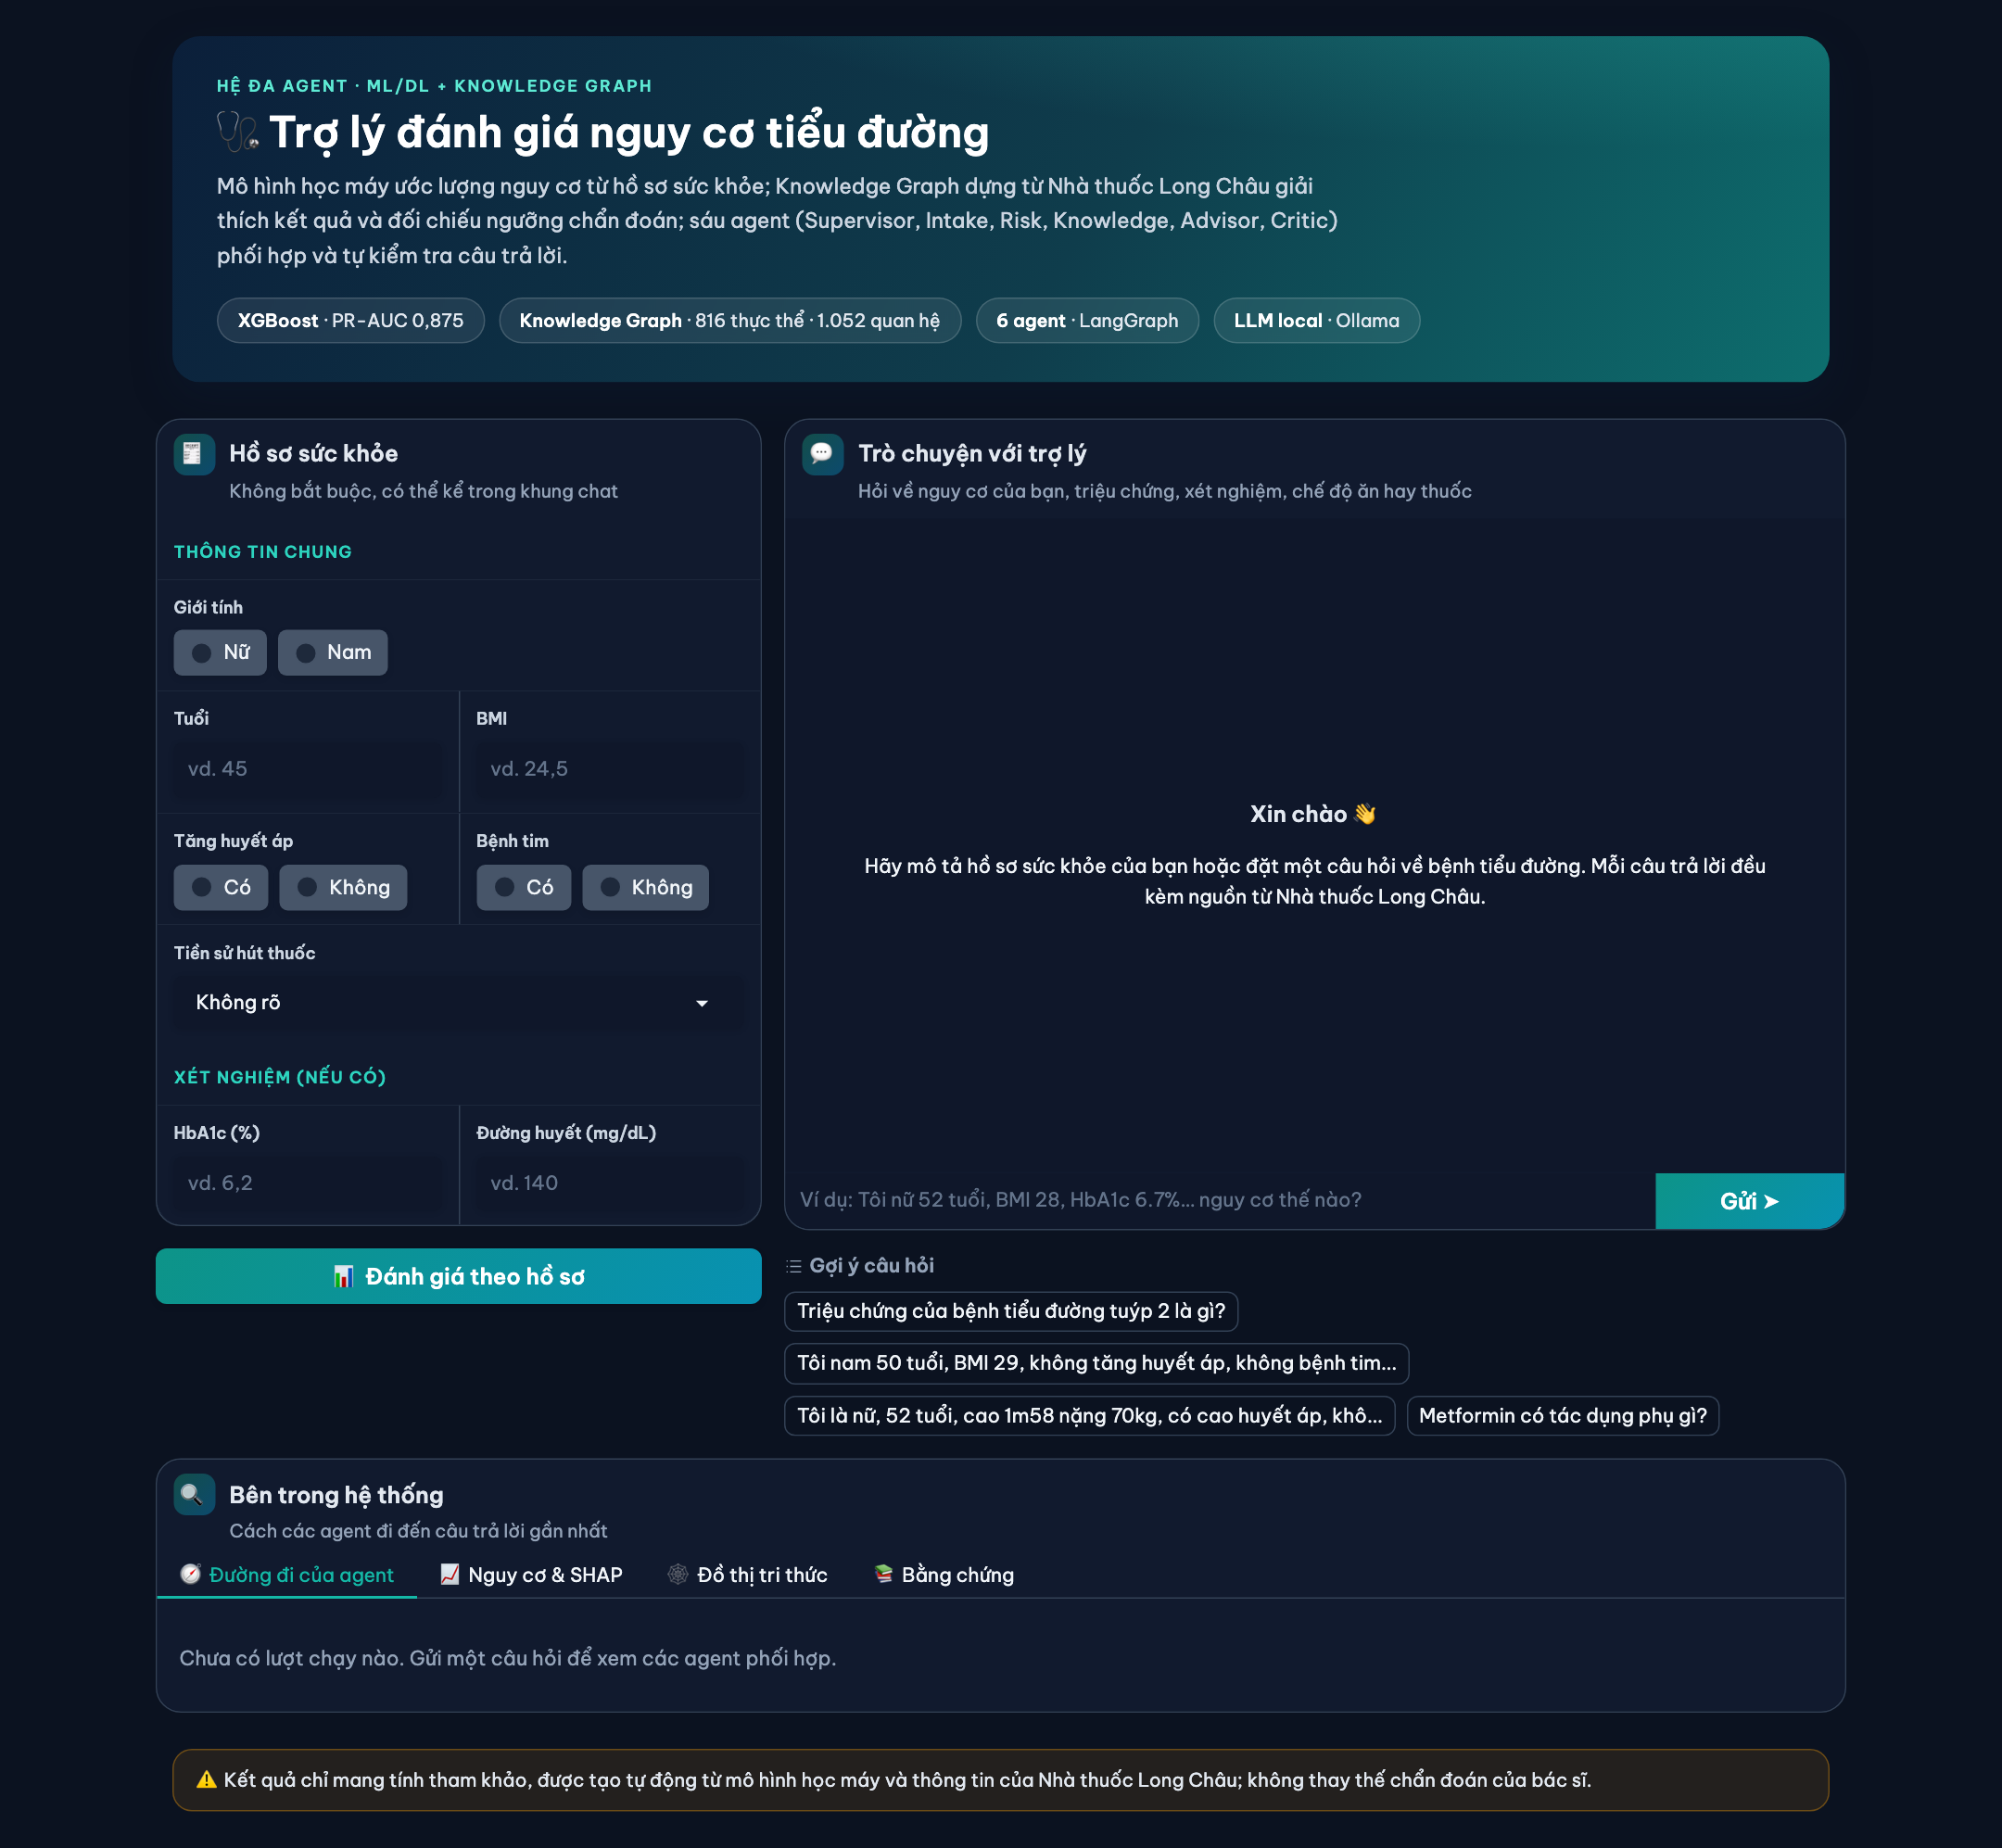 HỆ ĐA AGENT · ML/DL + KNOWLEDGE GRAPH
Trợ lý đánh giá nguy cơ tiểu đường
Mô hình học máy ước lượng nguy cơ từ hồ sơ sức khỏe; Knowledge Graph dựng từ Nhà thuốc Long Châu giải
thích kết quả và đối chiếu ngưỡng chẩn đoán; sáu agent (Supervisor, Intake, Risk, Knowledge, Advisor, Critic)
phối hợp và tự kiểm tra câu trả lời.
XGBoost · PR-AUC 0,875
Knowledge Graph · 816 thực thể · 1.052 quan hệ
6 agent · LangGraph
LLM local · Ollama
Hồ sơ sức khỏe
Không bắt buộc, có thể kể trong khung chat
THÔNG TIN CHUNG
Giới tính
Nữ
Nam
Tuổi
BMI
vd. 45
vd. 24,5
Tăng huyết áp
Bệnh tim
Có
Không
Có
Không
Tiền sử hút thuốc
Không rõ
XÉT NGHIỆM (NẾU CÓ)
HbA1c (%)
Đường huyết (mg/dL)
vd. 6,2
vd. 140
📊 Đánh giá theo hồ sơ
Trò chuyện với trợ lý
Hỏi về nguy cơ của bạn, triệu chứng, xét nghiệm, chế độ ăn hay thuốc
Xin chào 👋
Hãy mô tả hồ sơ sức khỏe của bạn hoặc đặt một câu hỏi về bệnh tiểu đường. Mỗi câu trả lời đều
kèm nguồn từ Nhà thuốc Long Châu.
Ví dụ: Tôi nữ 52 tuổi, BMI 28, HbA1c 6.7%... nguy cơ thế nào?
Gửi ➤
Gợi ý câu hỏi
Triệu chứng của bệnh tiểu đường tuýp 2 là gì?
Tôi nam 50 tuổi, BMI 29, không tăng huyết áp, không bệnh tim...
Tôi là nữ, 52 tuổi, cao 1m58 nặng 70kg, có cao huyết áp, khô...
Metformin có tác dụng phụ gì?
Bên trong hệ thống
Cách các agent đi đến câu trả lời gần nhất
🧭 Đường đi của agent
📈 Nguy cơ & SHAP
🕸️ Đồ thị tri thức
📚 Bằng chứng
Chưa có lượt chạy nào. Gửi một câu hỏi để xem các agent phối hợp.
⚠️ Kết quả chỉ mang tính tham khảo, được tạo tự động từ mô hình học máy và thông tin của Nhà thuốc Long Châu; không thay thế chẩn đoán của bác sĩ.